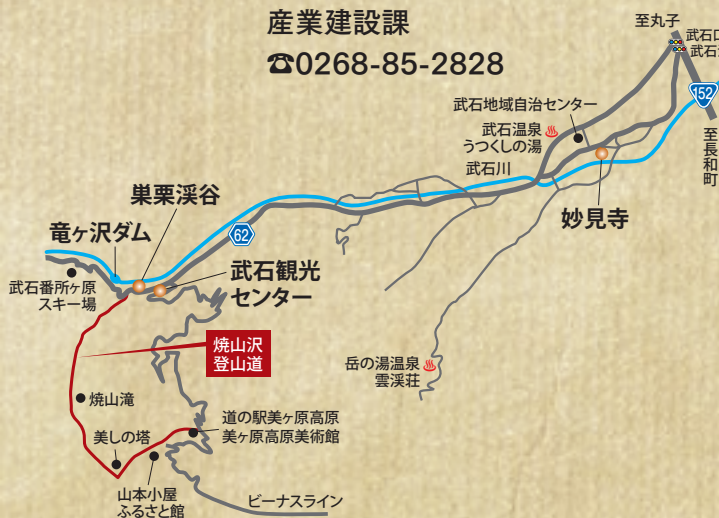 産業建設課
☎0268-85-2828
至丸子
武石口
武石
152
至長和町
武石地域自治センター
武石温泉
うつくしの湯
武石川
妙見寺
巣栗渓谷
竜ヶ沢ダム
62
武石観光
センター
武石番所ヶ原
スキー場
焼山沢
登山道
岳の湯温泉
雲渓荘
焼山滝
道の駅美ヶ原高原
美ヶ原高原美術館
美しの塔
山本小屋
ふるさと館
ビーナスライン